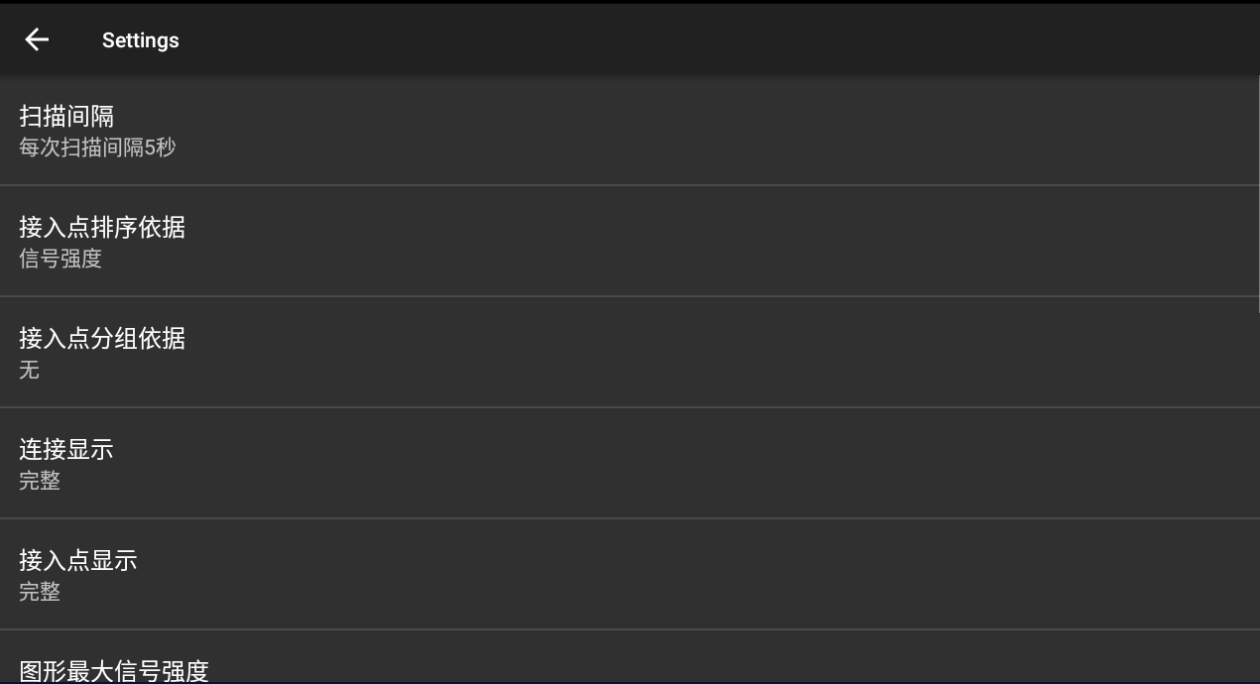 Settings
扫描间隔
每次扫描间隔5秒
接入点排序依据
信号强度
接入点分组依据
无
连接显示
完整
接入点显示
完整
图形最大信号强度